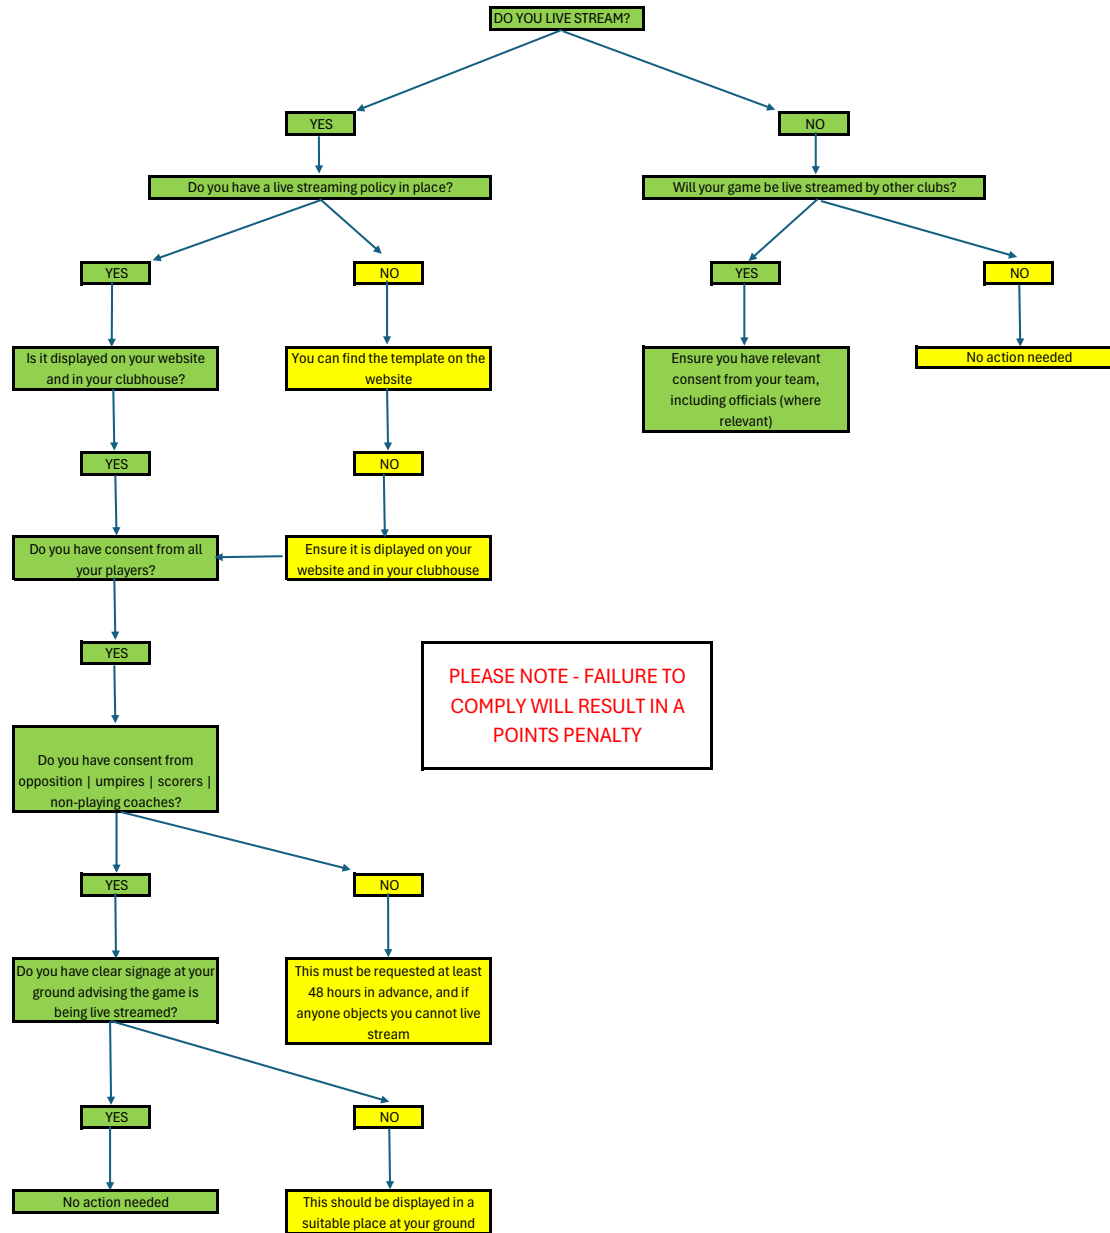 DO YOU LIVE STREAM?
YES
NO
Do you have a live streaming policy in place?
Will your game be live streamed by other clubs?
YES
NO
YES
NO
Is it displayed on your website
and in your clubhouse?
You can find the template on the
website
Ensure you have relevant
consent from your team,
including officials (where
relevant)
No action needed
YES
NO
Do you have consent from all
your players?
Ensure it is diplayed on your
website and in your clubhouse
YES
PLEASE NOTE - FAILURE TO
COMPLY WILL RESULT IN A
POINTS PENALTY
Do you have consent from
opposition | umpires | scorers |
non-playing coaches?
YES
NO
Do you have clear signage at your
ground advising the game is
being live streamed?
This must be requested at least
48 hours in advance, and if
anyone objects you cannot live
stream
YES
NO
No action needed
This should be displayed in a
suitable place at your ground